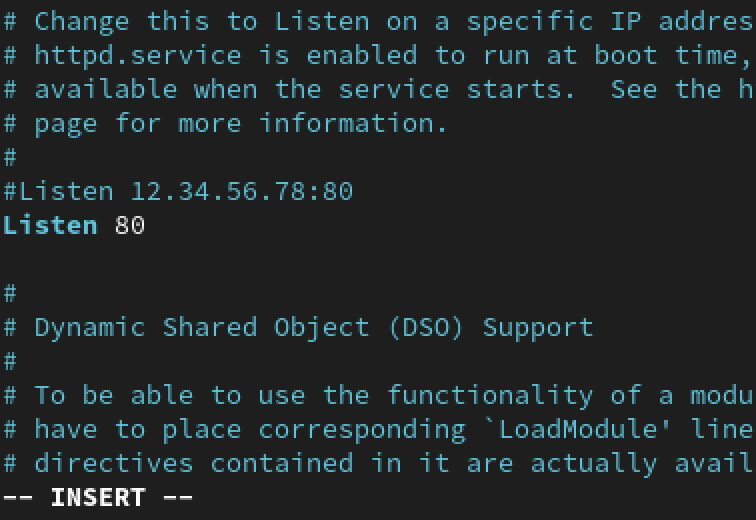 # Change this to Listen on a specific IP addres
# httpd.service is enabled to run at boot time,
# available when the service starts.  See the h
# page for more information.
#
#Listen 12.34.56.78:80
Listen 80
#
# Dynamic Shared Object (DSO) Support
#
# To be able to use the functionality of a modu
# have to place corresponding `LoadModule' line
# directives contained in it are actually avail
-- INSERT --